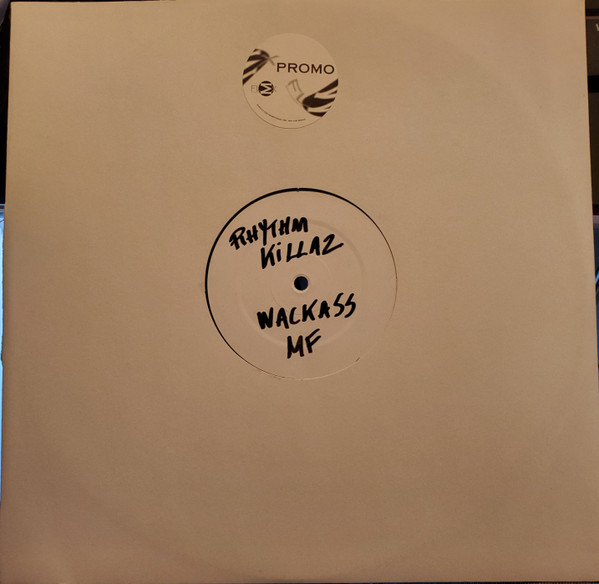 PROMO
RHYTHM
KILLAZ
WACKASS
MF